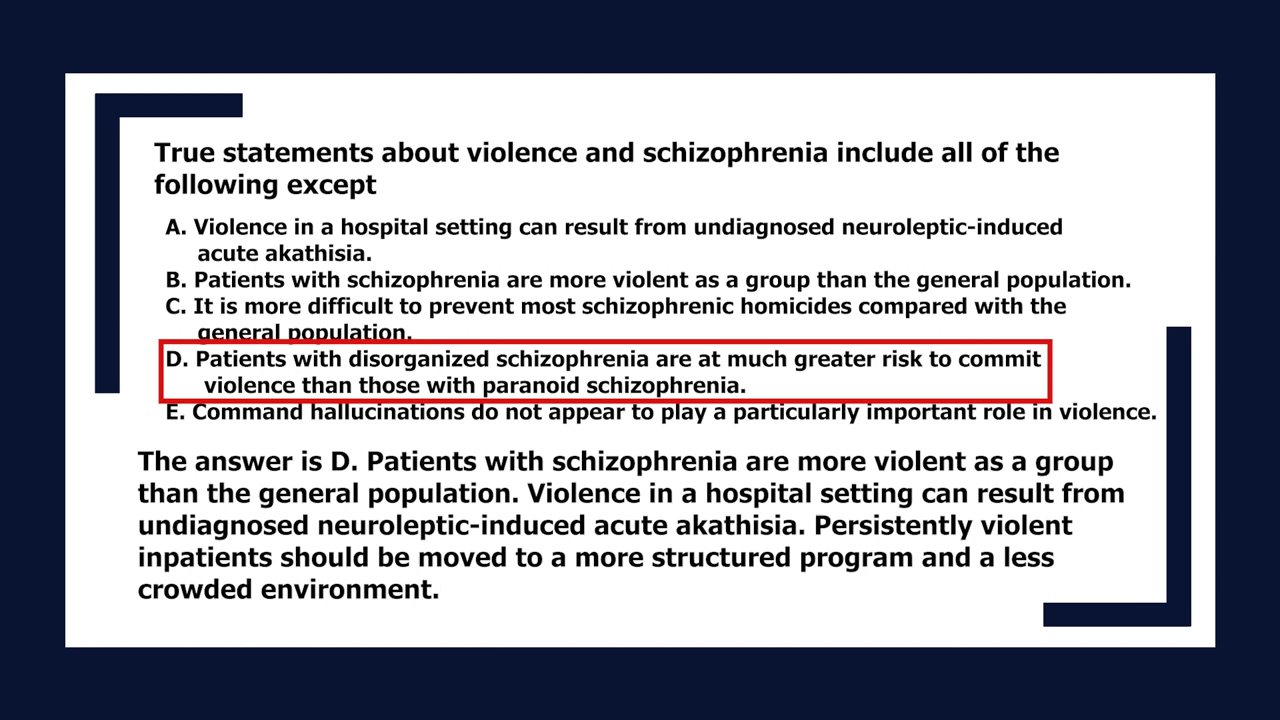 True statements about violence and schizophrenia include all of the
following except
A. Violence in a hospital setting can result from undiagnosed neuroleptic-induced
acute akathisia.
B. Patients with schizophrenia are more violent as a group than the general population.
C. It is more difficult to prevent most schizophrenic homicides compared with the
general population.
D. Patients with disorganized schizophrenia are at much greater risk to commit
violence than those with paranoid schizophrenia.
E. Command hallucinations do not appear to play a particularly important role in violence.
The answer is D. Patients with schizophrenia are more violent as a group
than the general population. Violence in a hospital setting can result from
undiagnosed neuroleptic-induced acute akathisia. Persistently violent
inpatients should be moved to a more structured program and a less
crowded environment.